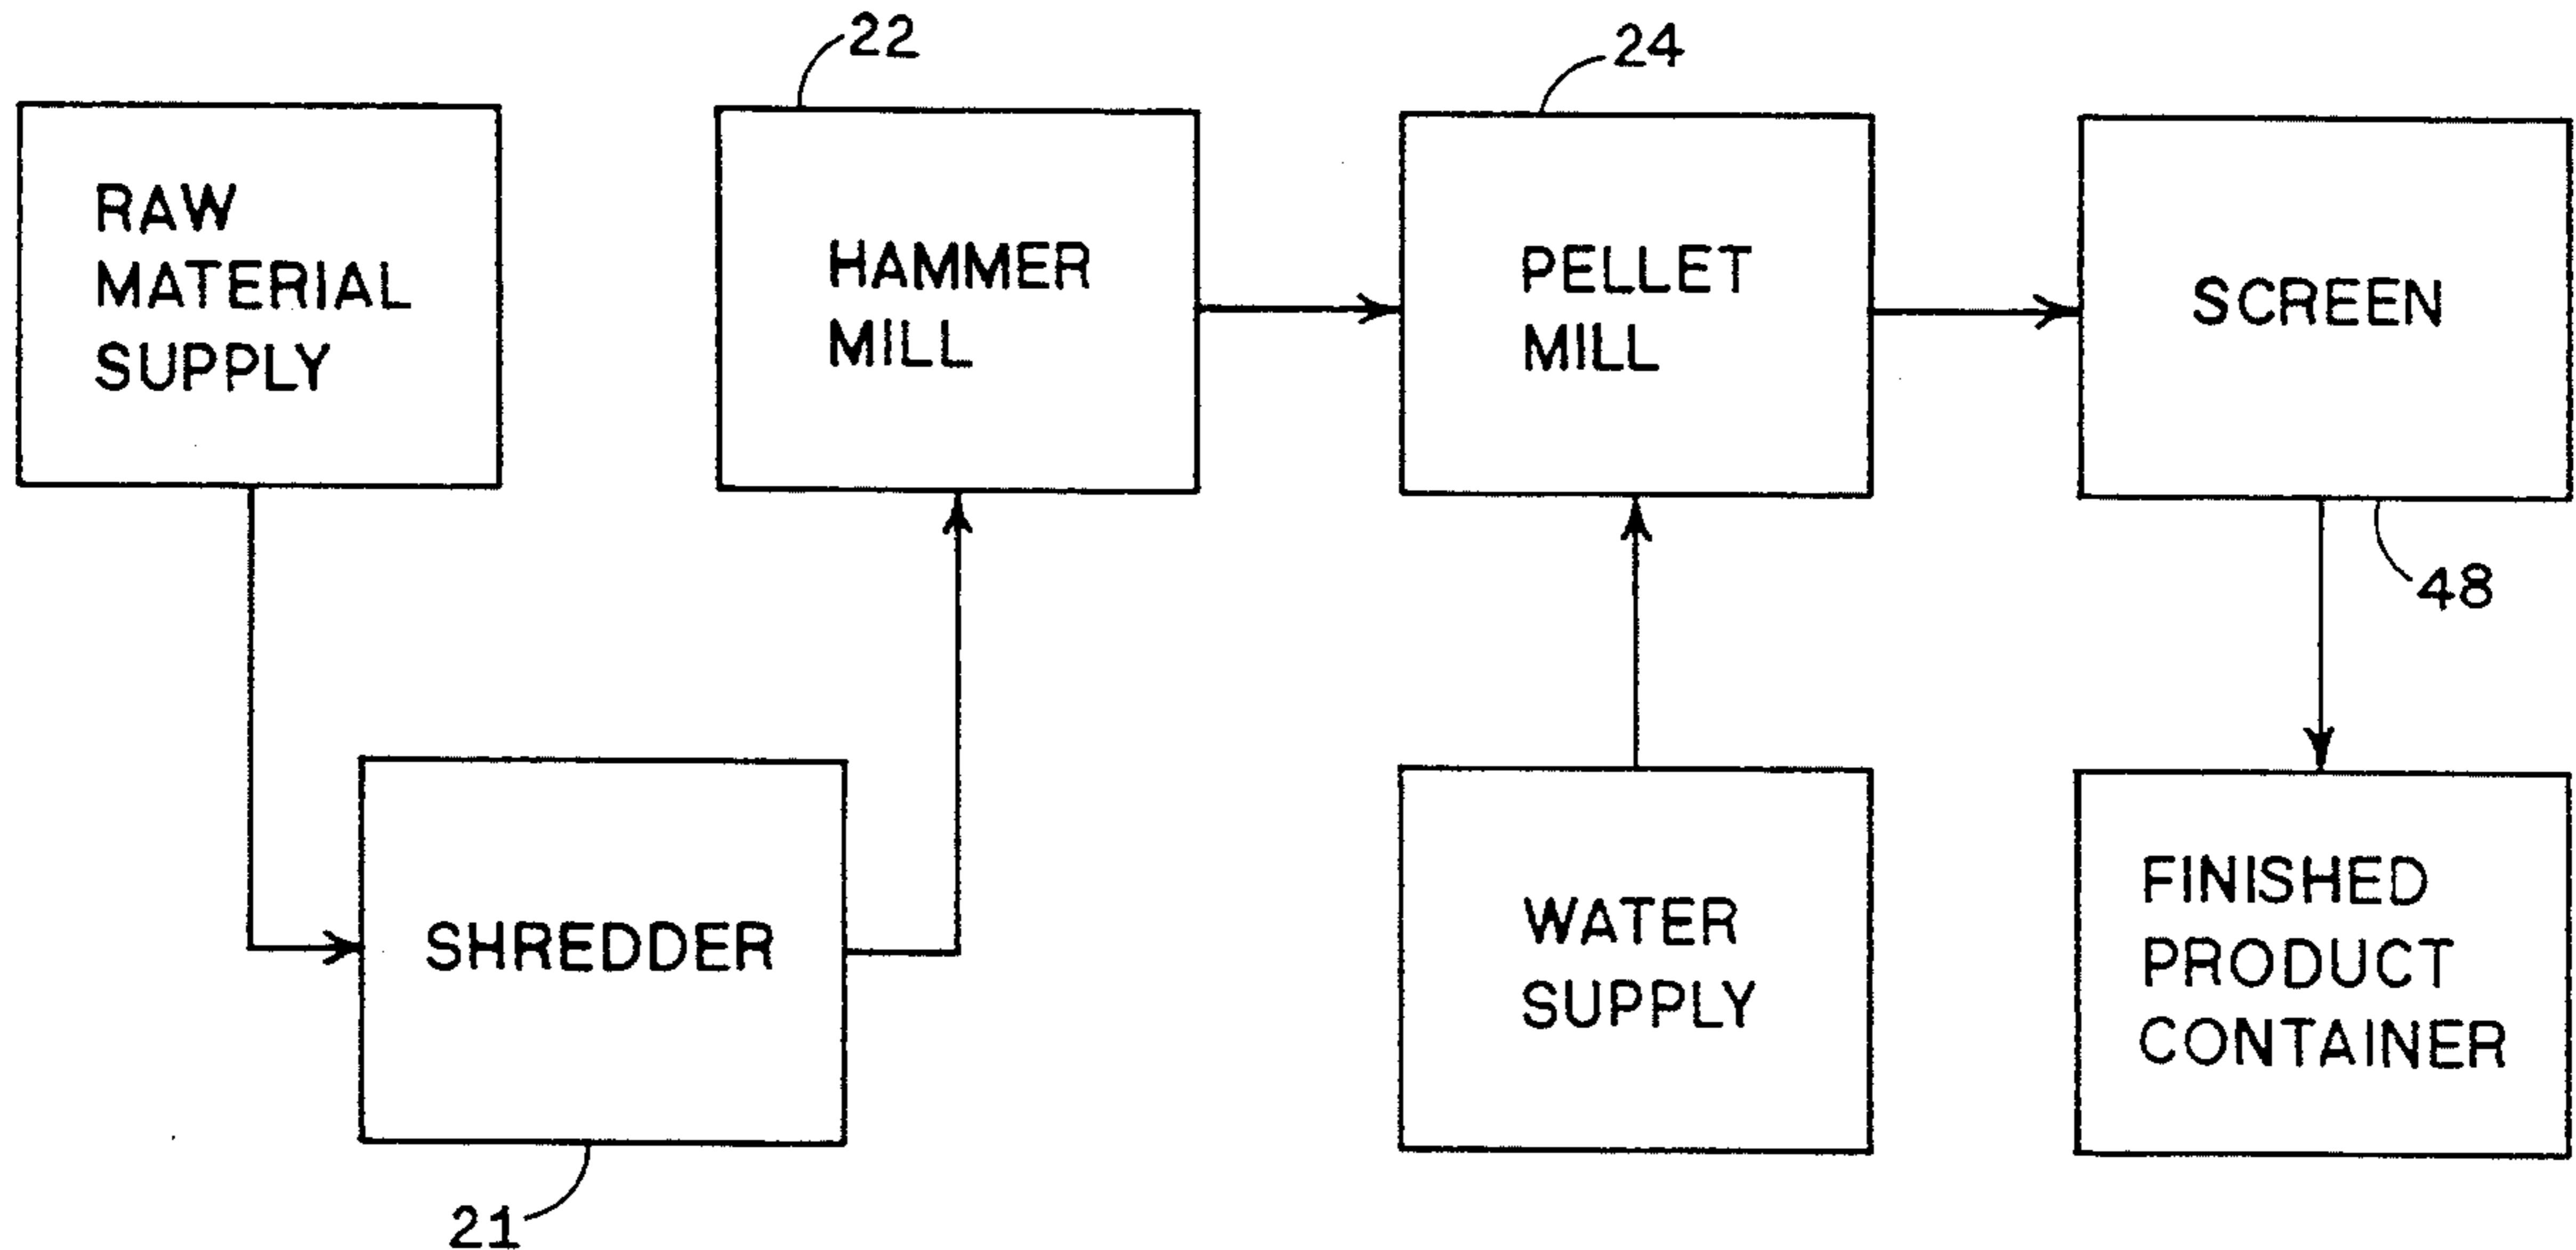 22
24
RAW
MATERIAL
SUPPLY
HAMMER
MILL
PELLET
MILL
SCREEN
48
SHREDDER
21
WATER
SUPPLY
FINISHED
PRODUCT
CONTAINER